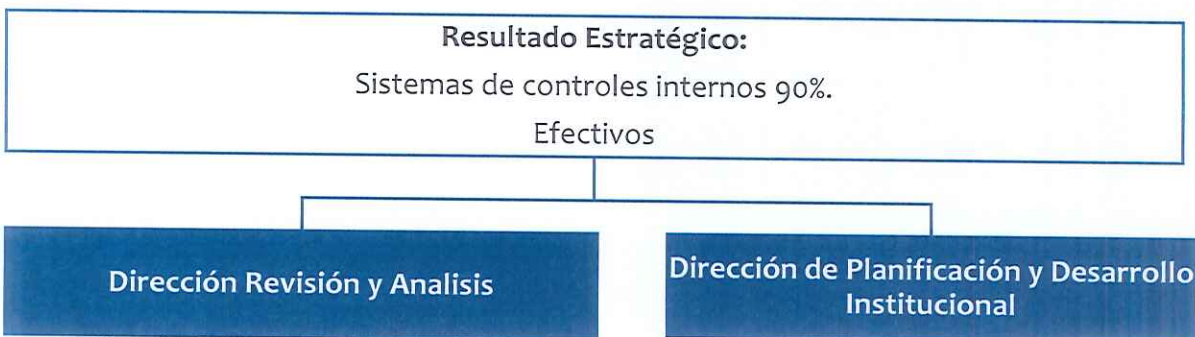 Resultado Estratégico:
Sistemas de controles internos 90%.
Efectivos
Dirección Revisión y Analisis
Dirección de Planificación y Desarrollo
Institucional